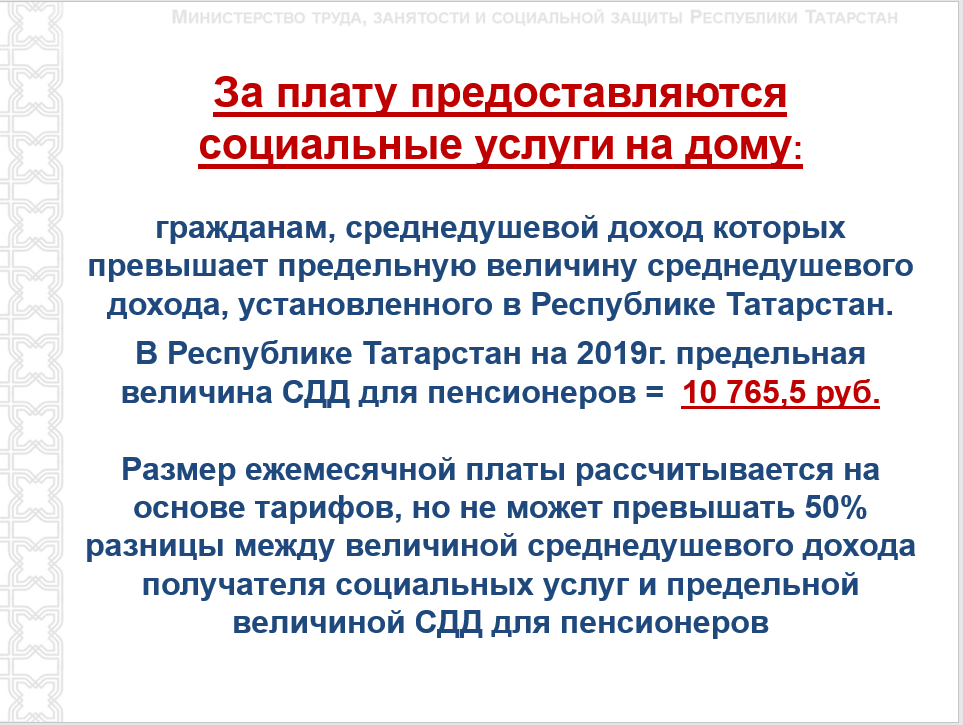 Министерство труда, занятости и социальной защиты Республики Татарстан
За плату предоставляются
социальные услуги на дому:
гражданам, среднедушевой доход которых
превышает предельную величину среднедушевого
дохода, установленного в Республике Татарстан.
В Республике Татарстан на 2019г. предельная
величина СДД для пенсионеров = 10 765,5 руб.
Размер ежемесячной платы рассчитывается на
основе тарифов, но не может превышать 50%
разницы между величиной среднедушевого дохода
получателя социальных услуг и предельной
величиной СДД для пенсионеров